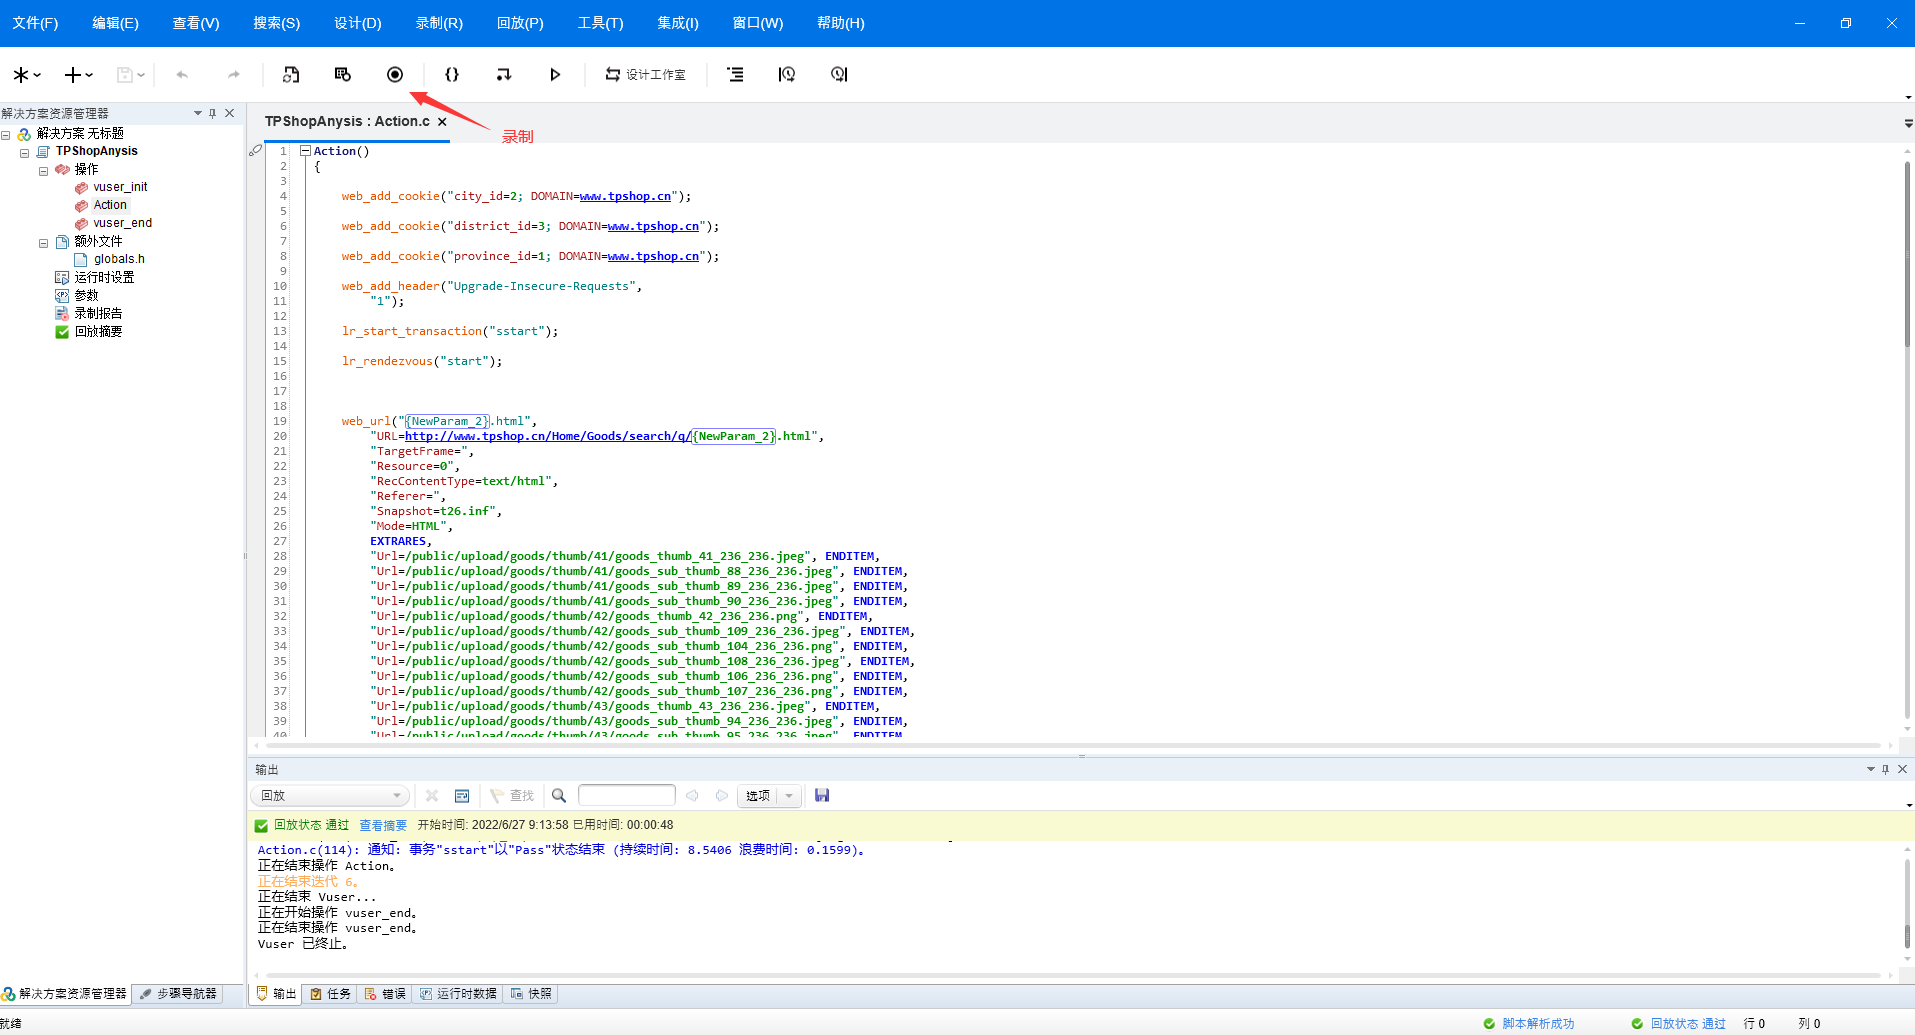 文件(F) 编辑(E) 查看(V) 搜索(S) 设计(D) 录制(R) 回放(P) 工具(T) 集成(I) 窗口(W) 帮助(H)
设计工作室
录制
解决方案资源管理器
解决方案 无标题
TPShopAnysis
操作
vuser_init
Action
vuser_end
额外文件
globals.h
运行时设置
参数
录制报告
回放摘要
TPShopAnysis : Action.c
1 Action()
2 {
3
4 web_add_cookie("city_id=2; DOMAIN=www.tpshop.cn");
5
6 web_add_cookie("district_id=3; DOMAIN=www.tpshop.cn");
7
8 web_add_cookie("province_id=1; DOMAIN=www.tpshop.cn");
9
10 web_add_header("Upgrade-Insecure-Requests",
11 "1");
12
13 lr_start_transaction("sstart");
14
15 lr_rendezvous("start");
16
17
18
19 web_url("{NewParam_2}.html",
20 "URL=http://www.tpshop.cn/Home/Goods/search/q/{NewParam_2}.html",
21 "TargetFrame=",
22 "Resource=0",
23 "RecContentType=text/html",
24 "Referer=",
25 "Snapshot=t26.inf",
26 "Mode=HTML",
27 EXTRARES,
28 "Url=/public/upload/goods/thumb/41/goods_thumb_41_236_236.jpeg", ENDITEM,
29 "Url=/public/upload/goods/thumb/41/goods_sub_thumb_88_236_236.jpeg", ENDITEM,
30 "Url=/public/upload/goods/thumb/41/goods_sub_thumb_89_236_236.jpeg", ENDITEM,
31 "Url=/public/upload/goods/thumb/41/goods_sub_thumb_90_236_236.jpeg", ENDITEM,
32 "Url=/public/upload/goods/thumb/42/goods_thumb_42_236_236.png", ENDITEM,
33 "Url=/public/upload/goods/thumb/42/goods_sub_thumb_109_236_236.jpeg", ENDITEM,
34 "Url=/public/upload/goods/thumb/42/goods_sub_thumb_104_236_236.png", ENDITEM,
35 "Url=/public/upload/goods/thumb/42/goods_sub_thumb_108_236_236.jpeg", ENDITEM,
36 "Url=/public/upload/goods/thumb/42/goods_sub_thumb_106_236_236.png", ENDITEM,
37 "Url=/public/upload/goods/thumb/42/goods_sub_thumb_107_236_236.png", ENDITEM,
38 "Url=/public/upload/goods/thumb/43/goods_thumb_43_236_236.jpeg", ENDITEM,
39 "Url=/public/upload/goods/thumb/43/goods_sub_thumb_94_236_236.jpeg", ENDITEM,
40 "Url=/public/upload/goods/thumb/43/goods_sub_thumb_95_236_236.jpeg", ENDITEM,
输出
回放 查找 选项
回放状态 通过 查看摘要 开始时间: 2022/6/27 9:13:58 已用时间: 00:00:48
Action.c(114): 通知: 事务"sstart"以"Pass"状态结束 (持续时间: 8.5406 浪费时间: 0.1599)。
正在结束操作 Action。
正在结束迭代 6。
正在结束 Vuser...
正在开始操作 vuser_end。
正在结束操作 vuser_end。
Vuser 已终止。
解决方案资源管理器 步骤导航器 输出 任务 错误 运行时数据 快照
就绪 脚本解析成功 回放状态 通过 行 0 列 0